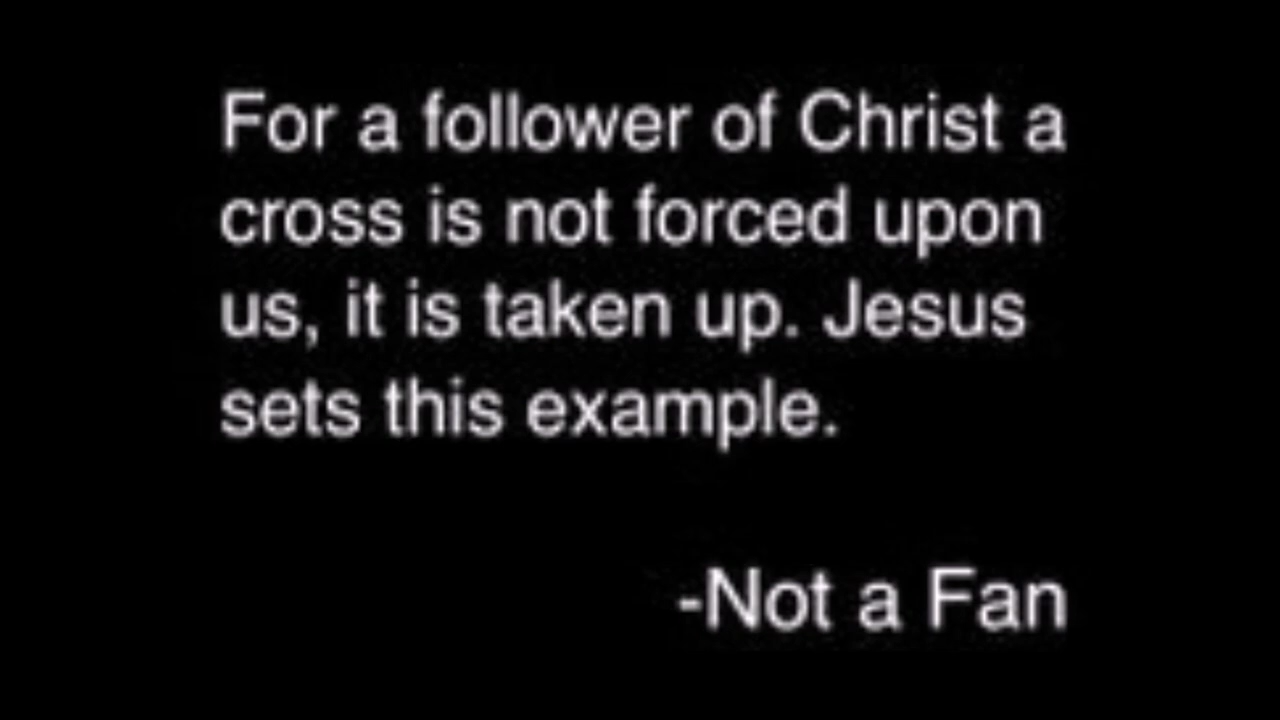 For a follower of Christ a
cross is not forced upon
us, it is taken up. Jesus
sets this example.
-Not a Fan